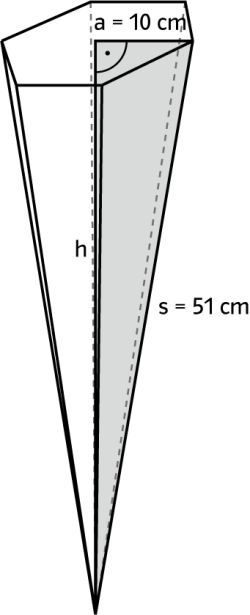 a = 10 cm
h
s = 51 cm